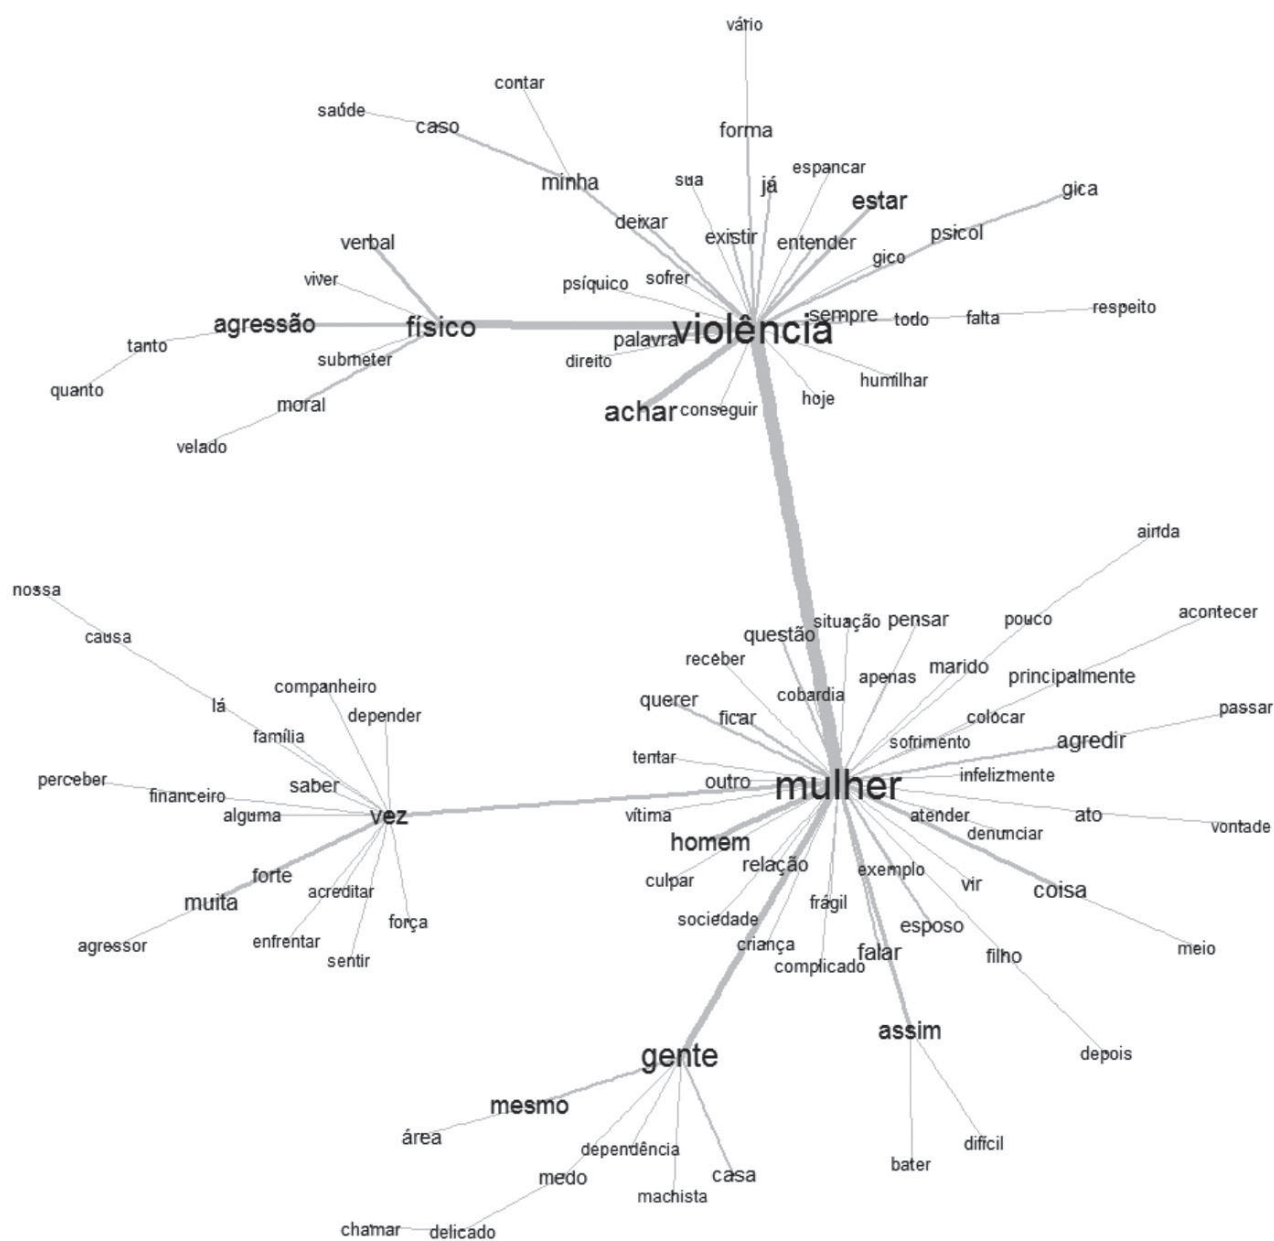 vário
contar
saúde
caso
forma
minha
sua
já
espancar
estar
gica
deixar
existir
entender
psicol
verbal
gico
viver
psíquico
sofrer
agressão
físico
violência
sempre
todo
falta
respeito
tanto
palavra
submeter
direito
quanto
humilhar
moral
achar
conseguir
hoje
velado
ainda
nossa
causa
situação
pensar
pouco
acontecer
questão
receber
apenas
marido
principalmente
companheiro
cobardia
querer
lá
depender
ficar
colocar
passar
família
sofrimento
agredir
tentar
perceber
saber
outro
mulher
infelizmente
financeiro
alguma
vez
vítima
atender
ato
vontade
denunciar
homem
relação
forte
culpar
exemplo
vir
coisa
muita
acreditar
frágil
força
sociedade
esposo
agressor
enfrentar
criança
falar
filho
meio
sentir
complicado
assim
gente
depois
mesmo
área
difícil
dependência
bater
medo
casa
machista
chamar
delicado